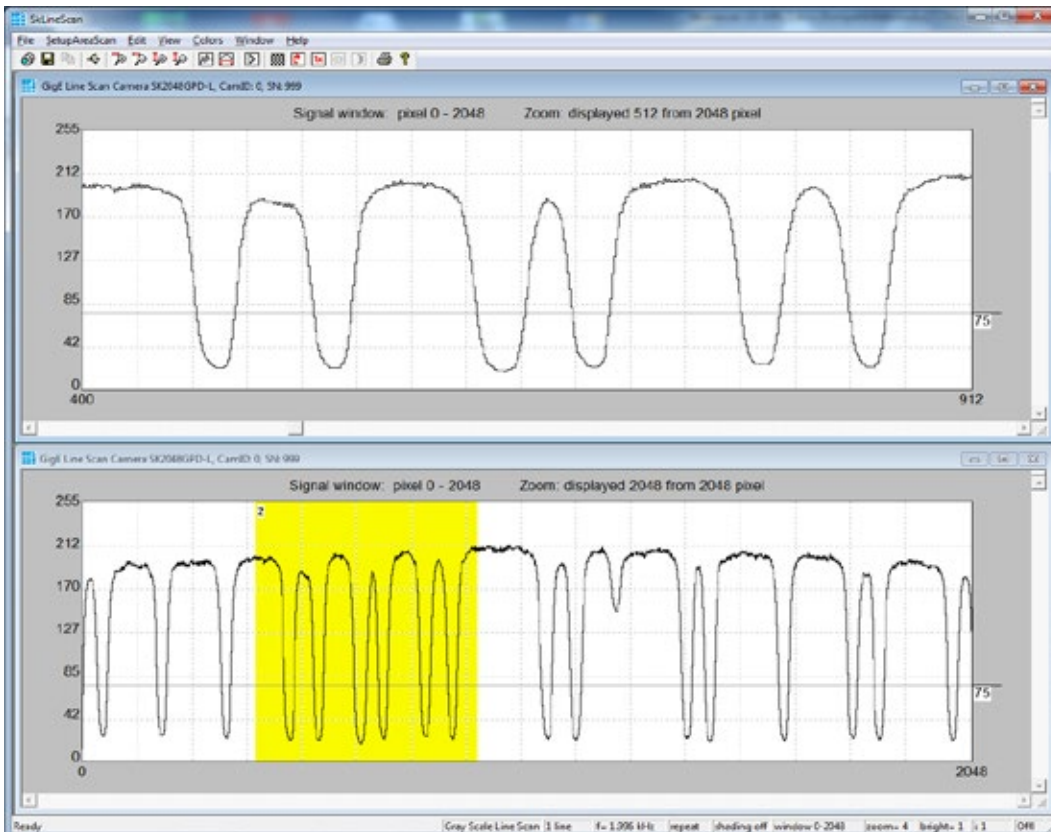 SkLineScan
File SetupAreaScan Edit View Colors Window Help
GigE Line Scan Camera SK2048GPD-L, CamID: 0, SN: 999
Signal window: pixel 0 - 2048 Zoom: displayed 512 from 2048 pixel
255
212
170
127
85
75
42
0
400 912
GigE Line Scan Camera SK2048GPD-L, CamID: 0, SN: 999
Signal window: pixel 0 - 2048 Zoom: displayed 2048 from 2048 pixel
255
2
212
170
127
85
75
42
0
0 2048
Ready Gray Scale Line Scan 1 line repeat shading off window 0-2048 zoom= 4 bright= 1